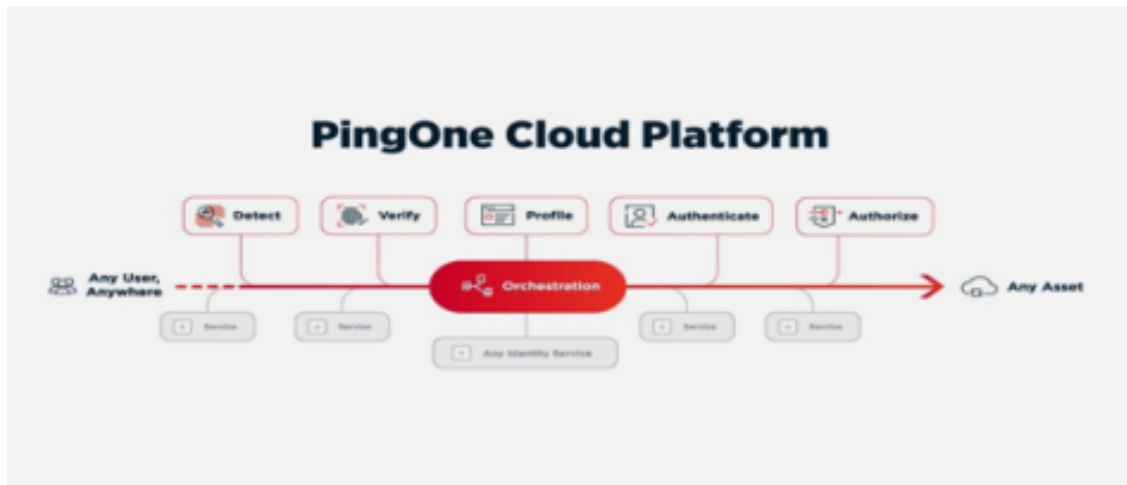 PingOne Cloud Platform
Detect
Verify
Profile
Authenticate
Authorize
Any User,
Anywhere
Orchestration
Any Asset
Service
Service
Service
Service
Any Identity Service